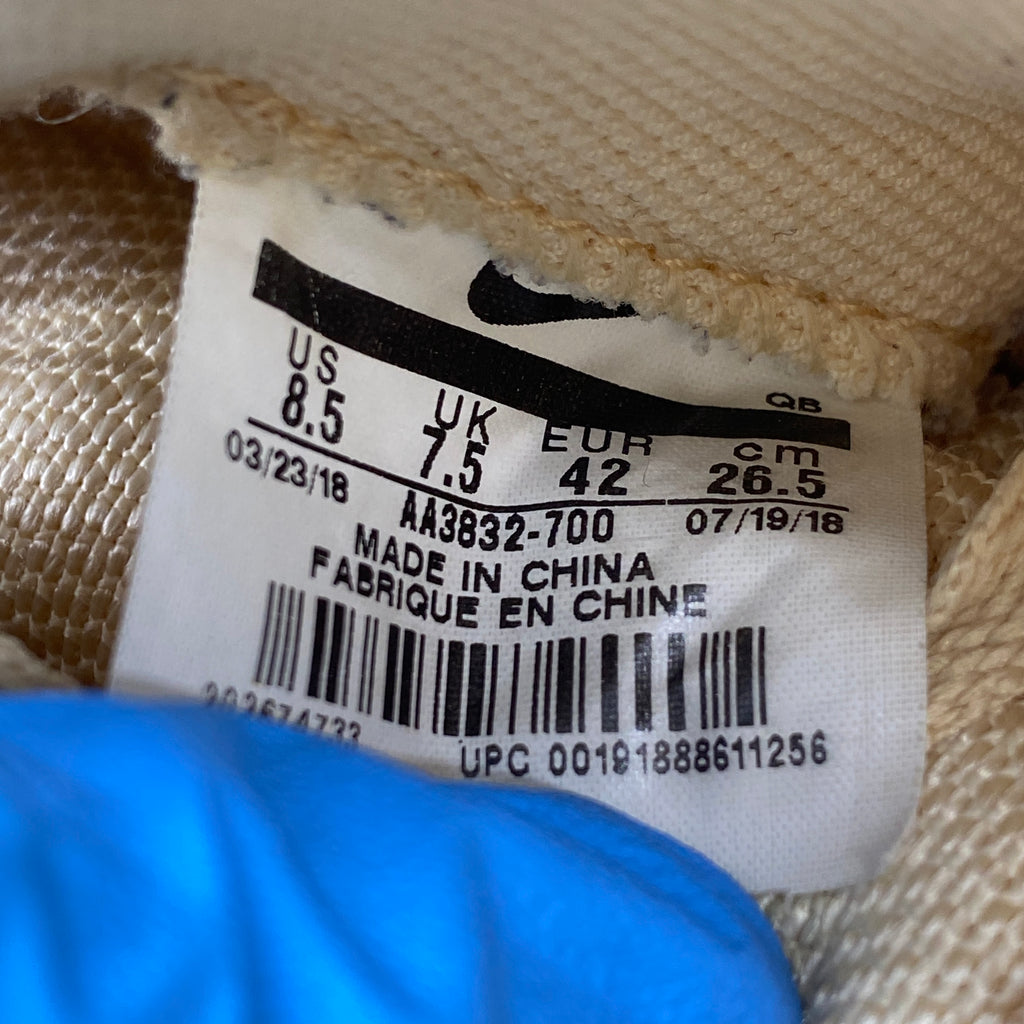 QB
US UK EUR cm
8.5 7.5 42 26.5
03/23/18 AA3832-700 07/19/18
MADE IN CHINA
FABRIQUE EN CHINE
UPC 00191888611256